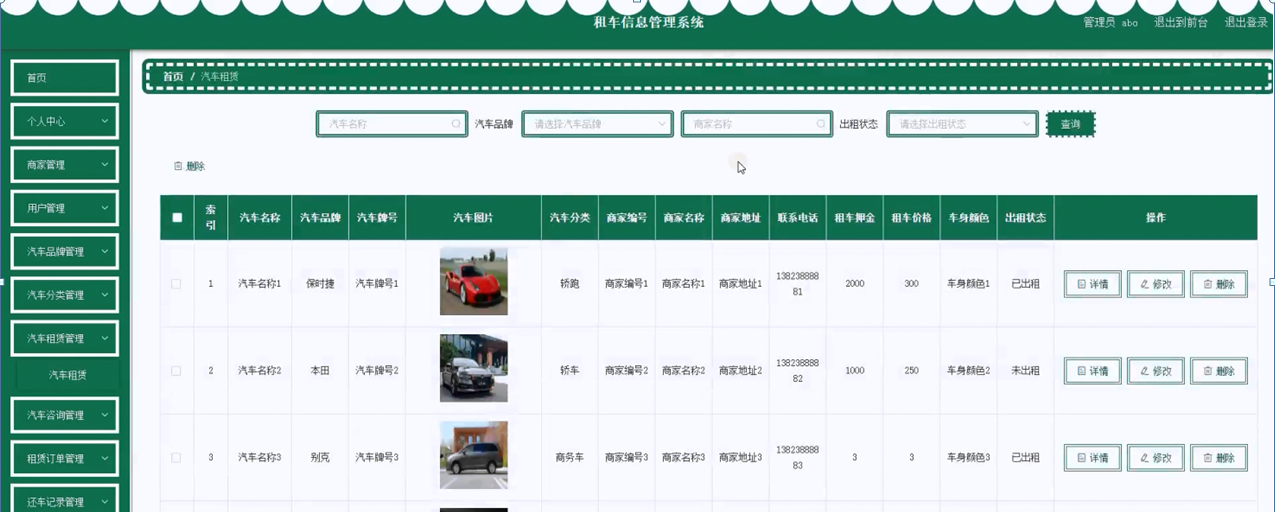 租车信息管理系统
管理员 abo 退出到前台 退出登录
首页
个人中心
商家管理
用户管理
汽车品牌管理
汽车分类管理
汽车租赁管理
汽车租赁
汽车咨询管理
租赁订单管理
还车记录管理
首页 / 汽车租赁
汽车名称 汽车品牌 请选择汽车品牌 商家名称 出租状态 请选择出租状态 查询
删除
索引 汽车名称 汽车品牌 汽车牌号 汽车图片 汽车分类 商家编号 商家名称 商家地址 联系电话 租车押金 租车价格 车身颜色 出租状态 操作
1 汽车名称1 保时捷 汽车牌号1 轿跑 商家编号1 商家名称1 商家地址1 13823888881 2000 300 车身颜色1 已出租 详情 修改 删除
2 汽车名称2 本田 汽车牌号2 轿车 商家编号2 商家名称2 商家地址2 13823888882 1000 250 车身颜色2 未出租 详情 修改 删除
3 汽车名称3 别克 汽车牌号3 商务车 商家编号3 商家名称3 商家地址3 13823888883 3 3 车身颜色3 已出租 详情 修改 删除